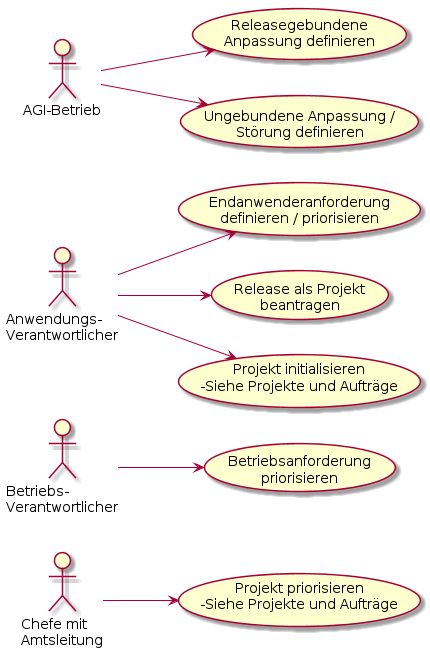 Releasegebundene
Anpassung definieren
AGI-Betrieb
Ungebundene Anpassung /
Störung definieren
Endanwenderanforderung
definieren / priorisieren
Release als Projekt
beantragen
Anwendungs-
Verantwortlicher
Projekt initialisieren
-Siehe Projekte und Aufträge
Betriebsanforderung
priorisieren
Betriebs-
Verantwortlicher
Projekt priorisieren
-Siehe Projekte und Aufträge
Chefe mit
Amtsleitung